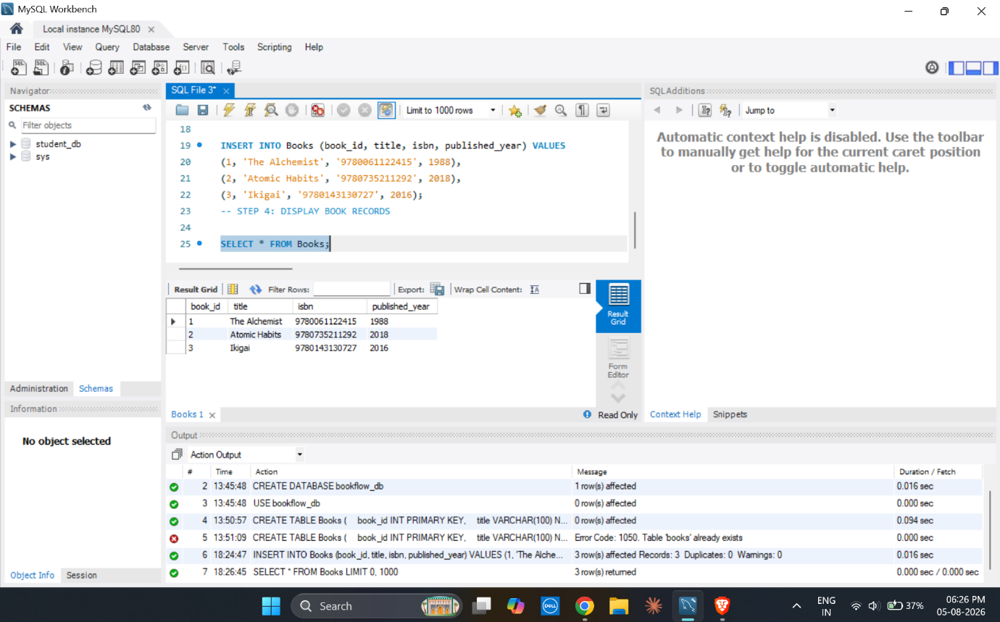 MySQL Workbench
Local instance MySQL80
File Edit View Query Database Server Tools Scripting Help
Navigator
SCHEMAS
Filter objects
student_db
sys
Administration Schemas
Information
No object selected
Object Info Session
SQL File 3*
Limit to 1000 rows
18
19 INSERT INTO Books (book_id, title, isbn, published_year) VALUES
20 (1, 'The Alchemist', '9780061122415', 1988),
21 (2, 'Atomic Habits', '9780735211292', 2018),
22 (3, 'Ikigai', '9780143130727', 2016);
23 -- STEP 4: DISPLAY BOOK RECORDS
24
25 SELECT * FROM Books;
Result Grid Filter Rows: Export: Wrap Cell Content:
book_id title isbn published_year
1 The Alchemist 9780061122415 1988
2 Atomic Habits 9780735211292 2018
3 Ikigai 9780143130727 2016
Result
Grid
Form
Editor
Books 1
Read Only
SQLAdditions
Jump to
Automatic context help is disabled. Use the toolbar
to manually get help for the current caret position
or to toggle automatic help.
Context Help Snippets
Output
Action Output
# Time Action Message Duration / Fetch
2 13:45:48 CREATE DATABASE bookflow_db 1 row(s) affected 0.016 sec
3 13:45:48 USE bookflow_db 0 row(s) affected 0.000 sec
4 13:50:57 CREATE TABLE Books ( book_id INT PRIMARY KEY, title VARCHAR(100) N... 0 row(s) affected 0.094 sec
5 13:51:09 CREATE TABLE Books ( book_id INT PRIMARY KEY, title VARCHAR(100) N... Error Code: 1050. Table 'books' already exists 0.000 sec
6 18:24:47 INSERT INTO Books (book_id, title, isbn, published_year) VALUES (1, 'The Alche... 3 row(s) affected Records: 3 Duplicates: 0 Warnings: 0 0.016 sec
7 18:26:45 SELECT * FROM Books LIMIT 0, 1000 3 row(s) returned 0.000 sec / 0.000 sec
Search
DELL
ENG
IN
37%
06:26 PM
05-08-2026